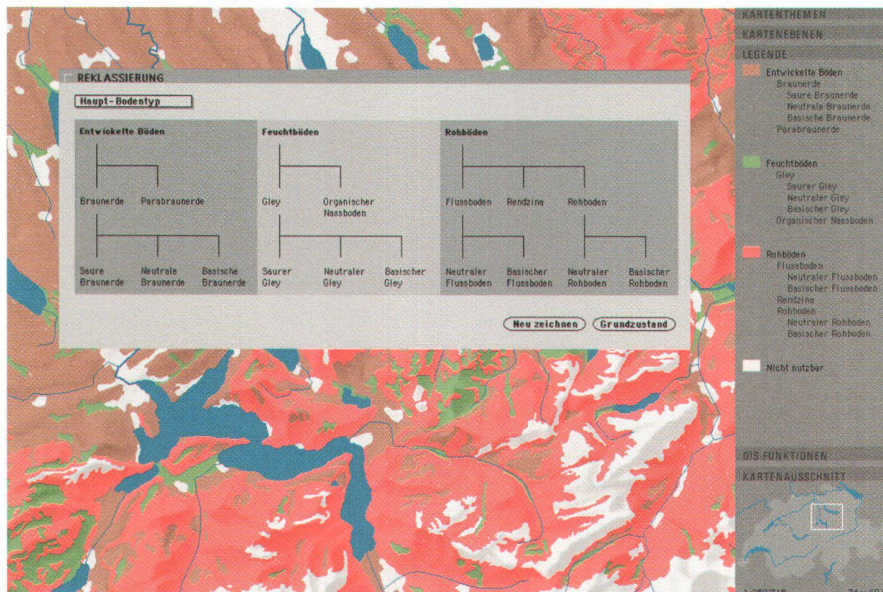 REKLASSIERUNG
Haupt-Bodentyp
Entwickelte Böden
Braunerde Parabraunerde
Saure Braunerde
Neutrale Braunerde
Basische Braunerde
Feuchtböden
Gley
Organischer Nassboden
Saurer Gley
Neutraler Gley
Basischer Gley
Rohböden
Flussboden Rendzina Rohboden
Neutraler Flussboden
Basischer Flussboden
Neutraler Rohboden
Basischer Rohboden
Neu zeichnen Grundzustand
KARTENTHEMEN
KARTENEBENEN
LEGENDE
Entwickelte Böden
Braunerde
Saure Braunerde
Neutrale Braunerde
Basische Braunerde
Parabraunerde
Feuchtböden
Gley
Saurer Gley
Neutraler Gley
Basischer Gley
Organischer Nassboden
Rohböden
Flussboden
Neutraler Flussboden
Basischer Flussboden
Rendzina
Rohboden
Neutraler Rohboden
Basischer Rohboden
Nicht nutzbar
GIS-FUNKTIONEN
KARTENAUSSCHNITT